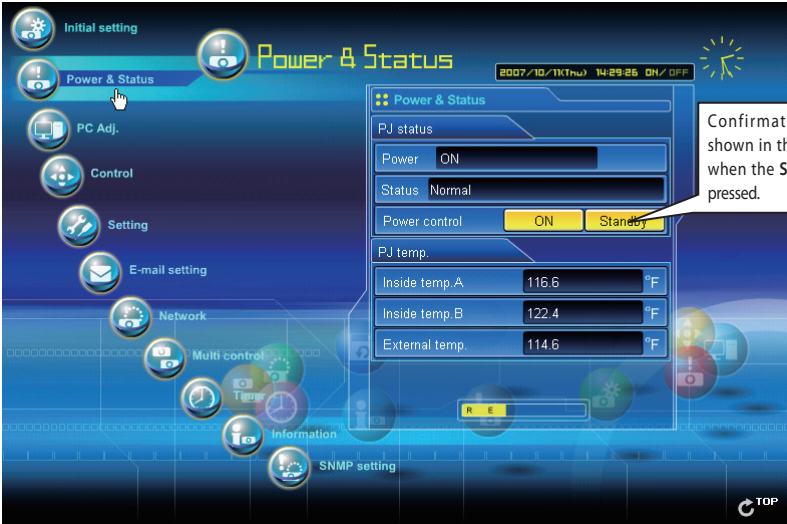 Initial setting
Power & Status
PC Adj.
Control
Setting
E-mail setting
Network
Multi control
Timer
Information
SNMP setting
Power & Status
2007/10/11(Thu) 14:29:26 ON/OFF
Power & Status
PJ status
Power ON
Status Normal
Power control ON Standby
PJ temp.
Inside temp.A 116.6 °F
Inside temp.B 122.4 °F
External temp. 114.6 °F
R E
Confirmat
shown in th
when the S
pressed.
TOP